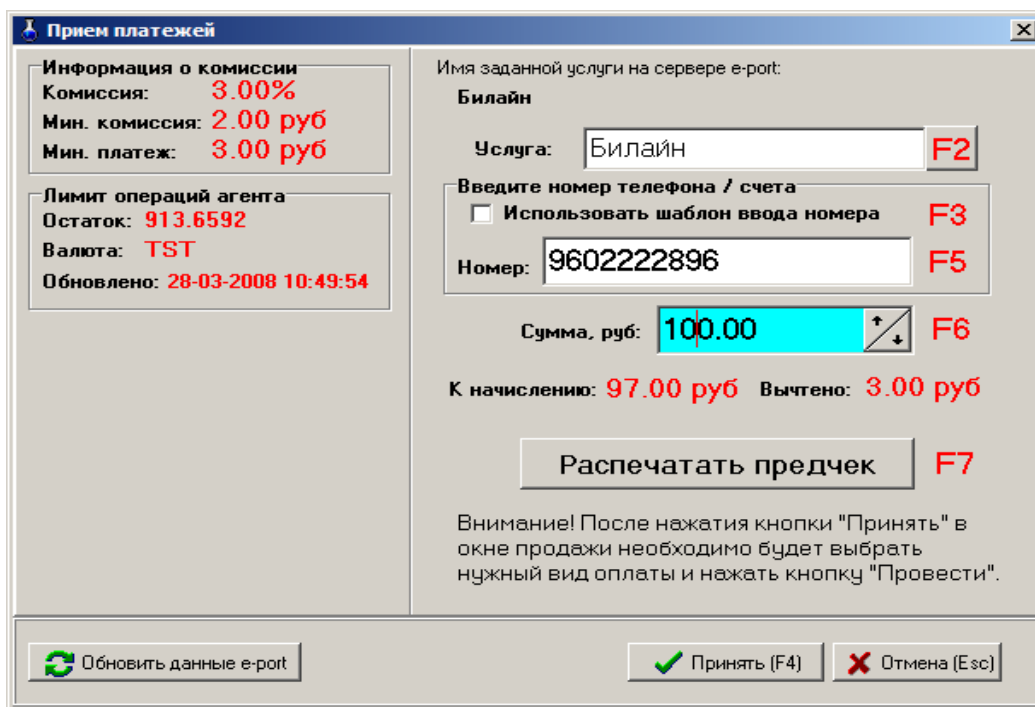 Прием платежей
Информация о комиссии
Комиссия: 3.00%
Мин. комиссия: 2.00 руб
Мин. платеж: 3.00 руб
Лимит операций агента
Остаток: 913.6592
Валюта: TST
Обновлено: 28-03-2008 10:49:54
Имя заданной услуги на сервере e-port:
Билайн
Услуга: Билайн F2
Введите номер телефона / счета
Использовать шаблон ввода номера F3
Номер: 9602222896 F5
Сумма, руб: 100.00 F6
К начислению: 97.00 руб Вычтено: 3.00 руб
Распечатать предчек F7
Внимание! После нажатия кнопки "Принять" в
окне продажи необходимо будет выбрать
нужный вид оплаты и нажать кнопку "Провести".
Обновить данные e-port Принять (F4) Отмена (Esc)